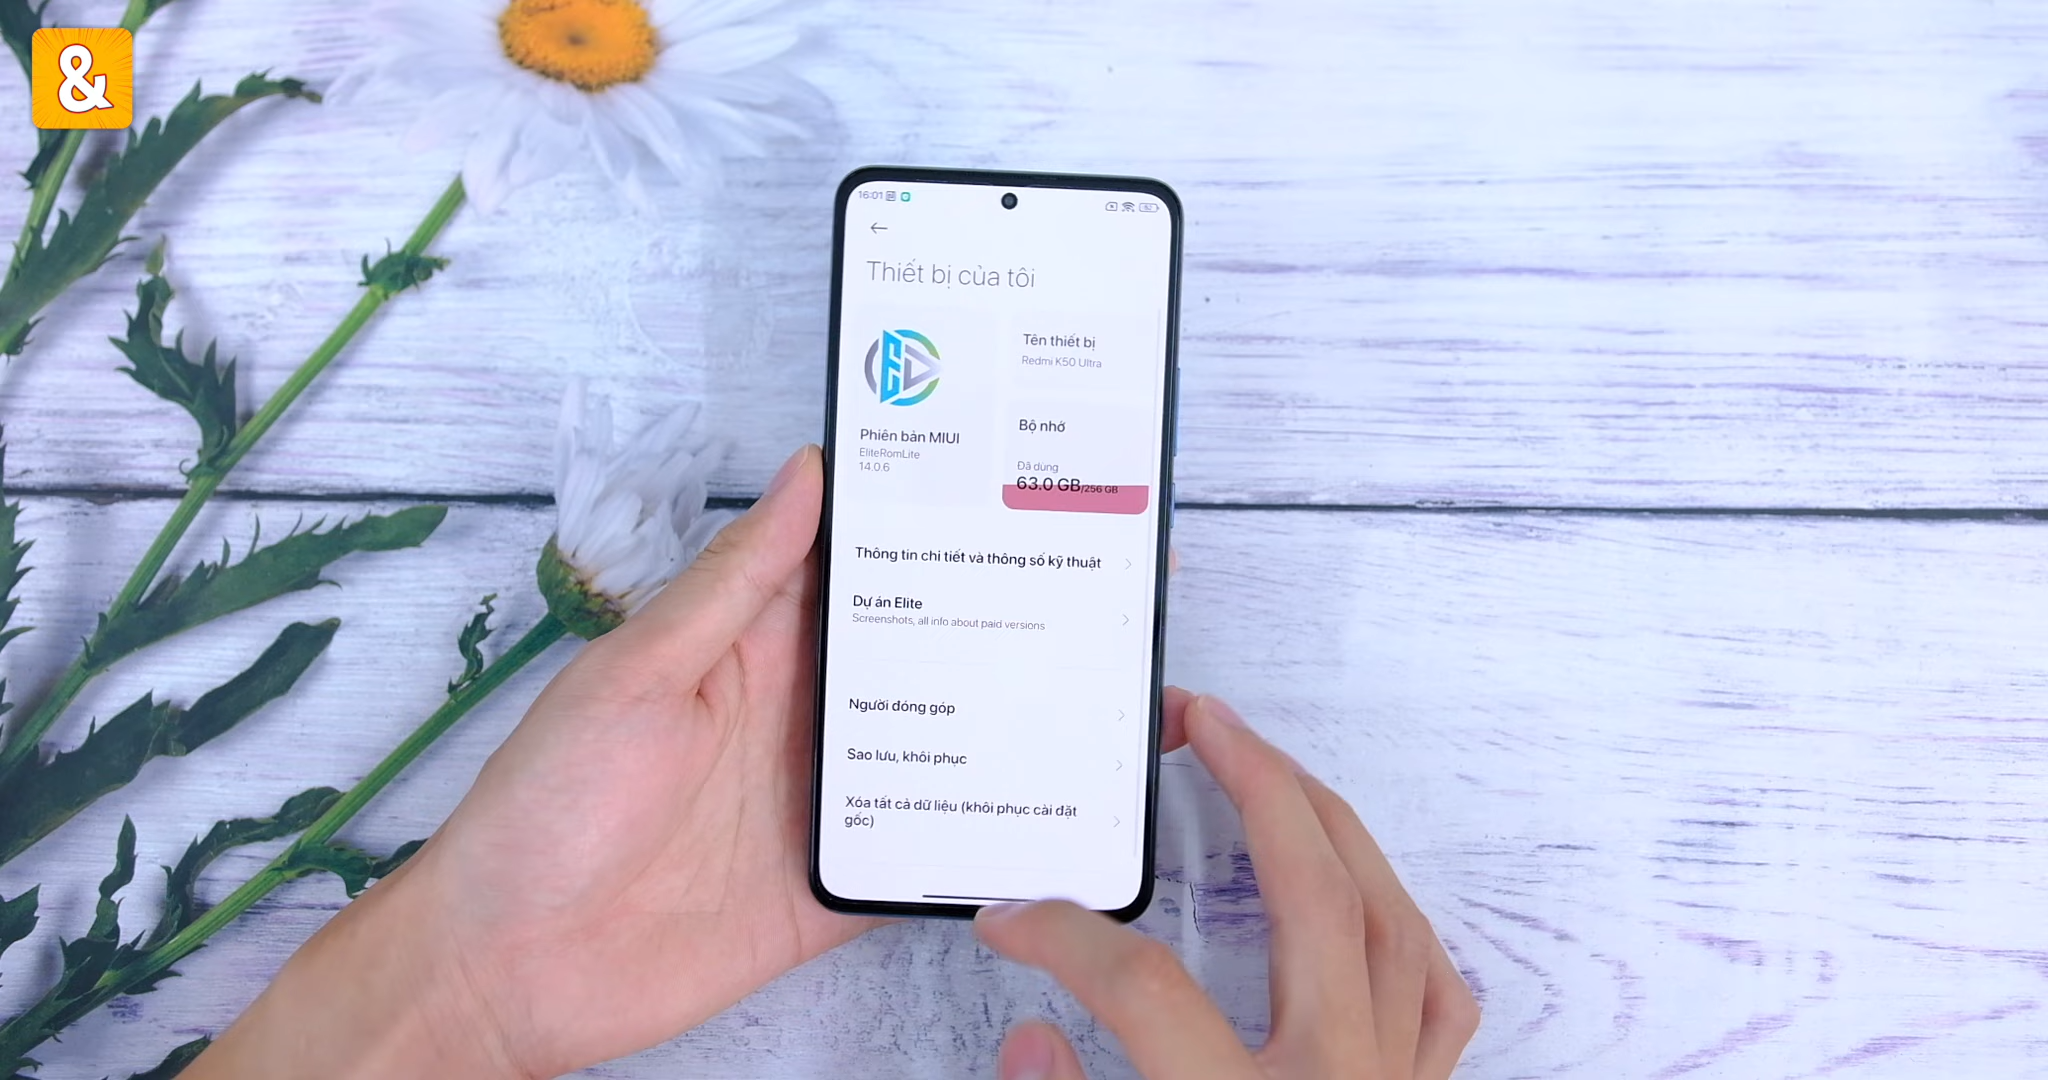 &
16:01
Thiết bị của tôi
ED
Tên thiết bị
Redmi K50 Ultra
Phiên bản MIUI
EliteRomLite
14.0.6
Bộ nhớ
Đã dùng
63.0 GB/256 GB
Thông tin chi tiết và thông số kỹ thuật
Dự án Elite
Screenshots, all info about paid versions
Người đóng góp
Sao lưu, khôi phục
Xóa tất cả dữ liệu (khôi phục cài đặt
gốc)